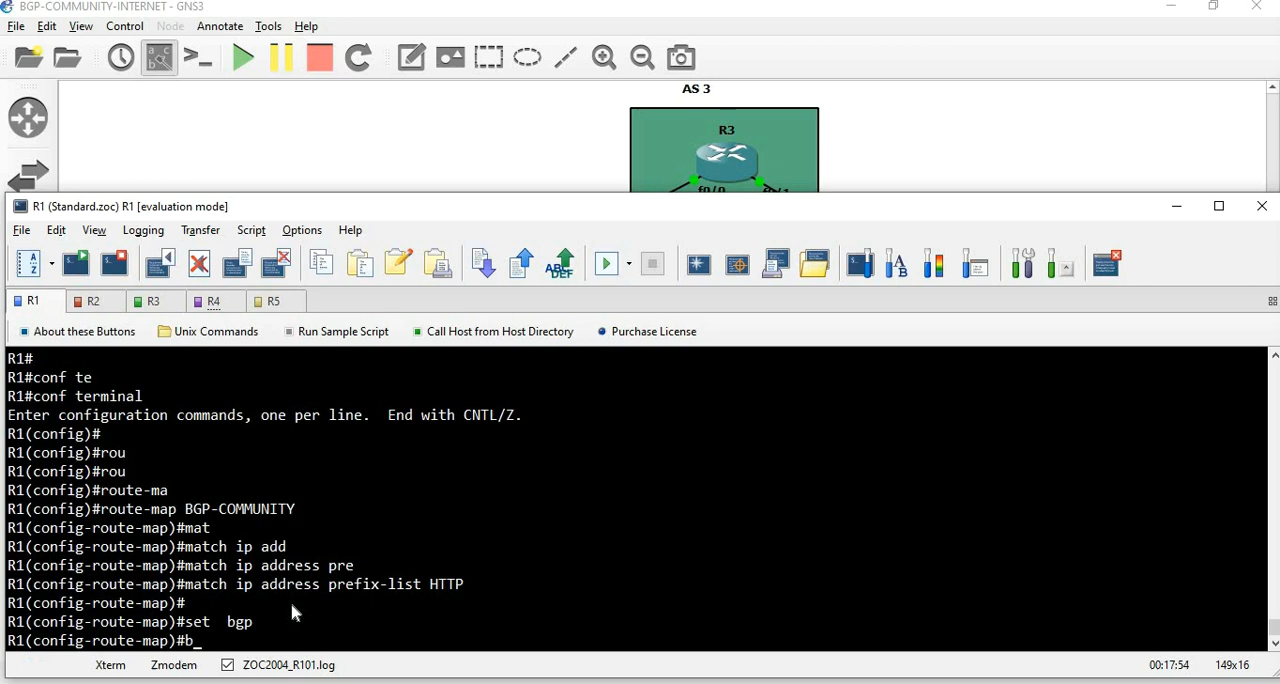 BGP-COMMUNITY-INTERNET - GNS3
File Edit View Control Node Annotate Tools Help
AS 3
R3
R1 (Standard.zoc) R1 [evaluation mode]
File Edit View Logging Transfer Script Options Help
R1 R2 R3 R4 R5
About these Buttons Unix Commands Run Sample Script Call Host from Host Directory Purchase License
R1#
R1#conf te
R1#conf terminal
Enter configuration commands, one per line.  End with CNTL/Z.
R1(config)#
R1(config)#rou
R1(config)#rou
R1(config)#route-ma
R1(config)#route-map BGP-COMMUNITY
R1(config-route-map)#mat
R1(config-route-map)#match ip add
R1(config-route-map)#match ip address pre
R1(config-route-map)#match ip address prefix-list HTTP
R1(config-route-map)#
R1(config-route-map)#set  bgp
R1(config-route-map)#b_
Xterm Zmodem ZOC2004_R101.log 00:17:54 149x16